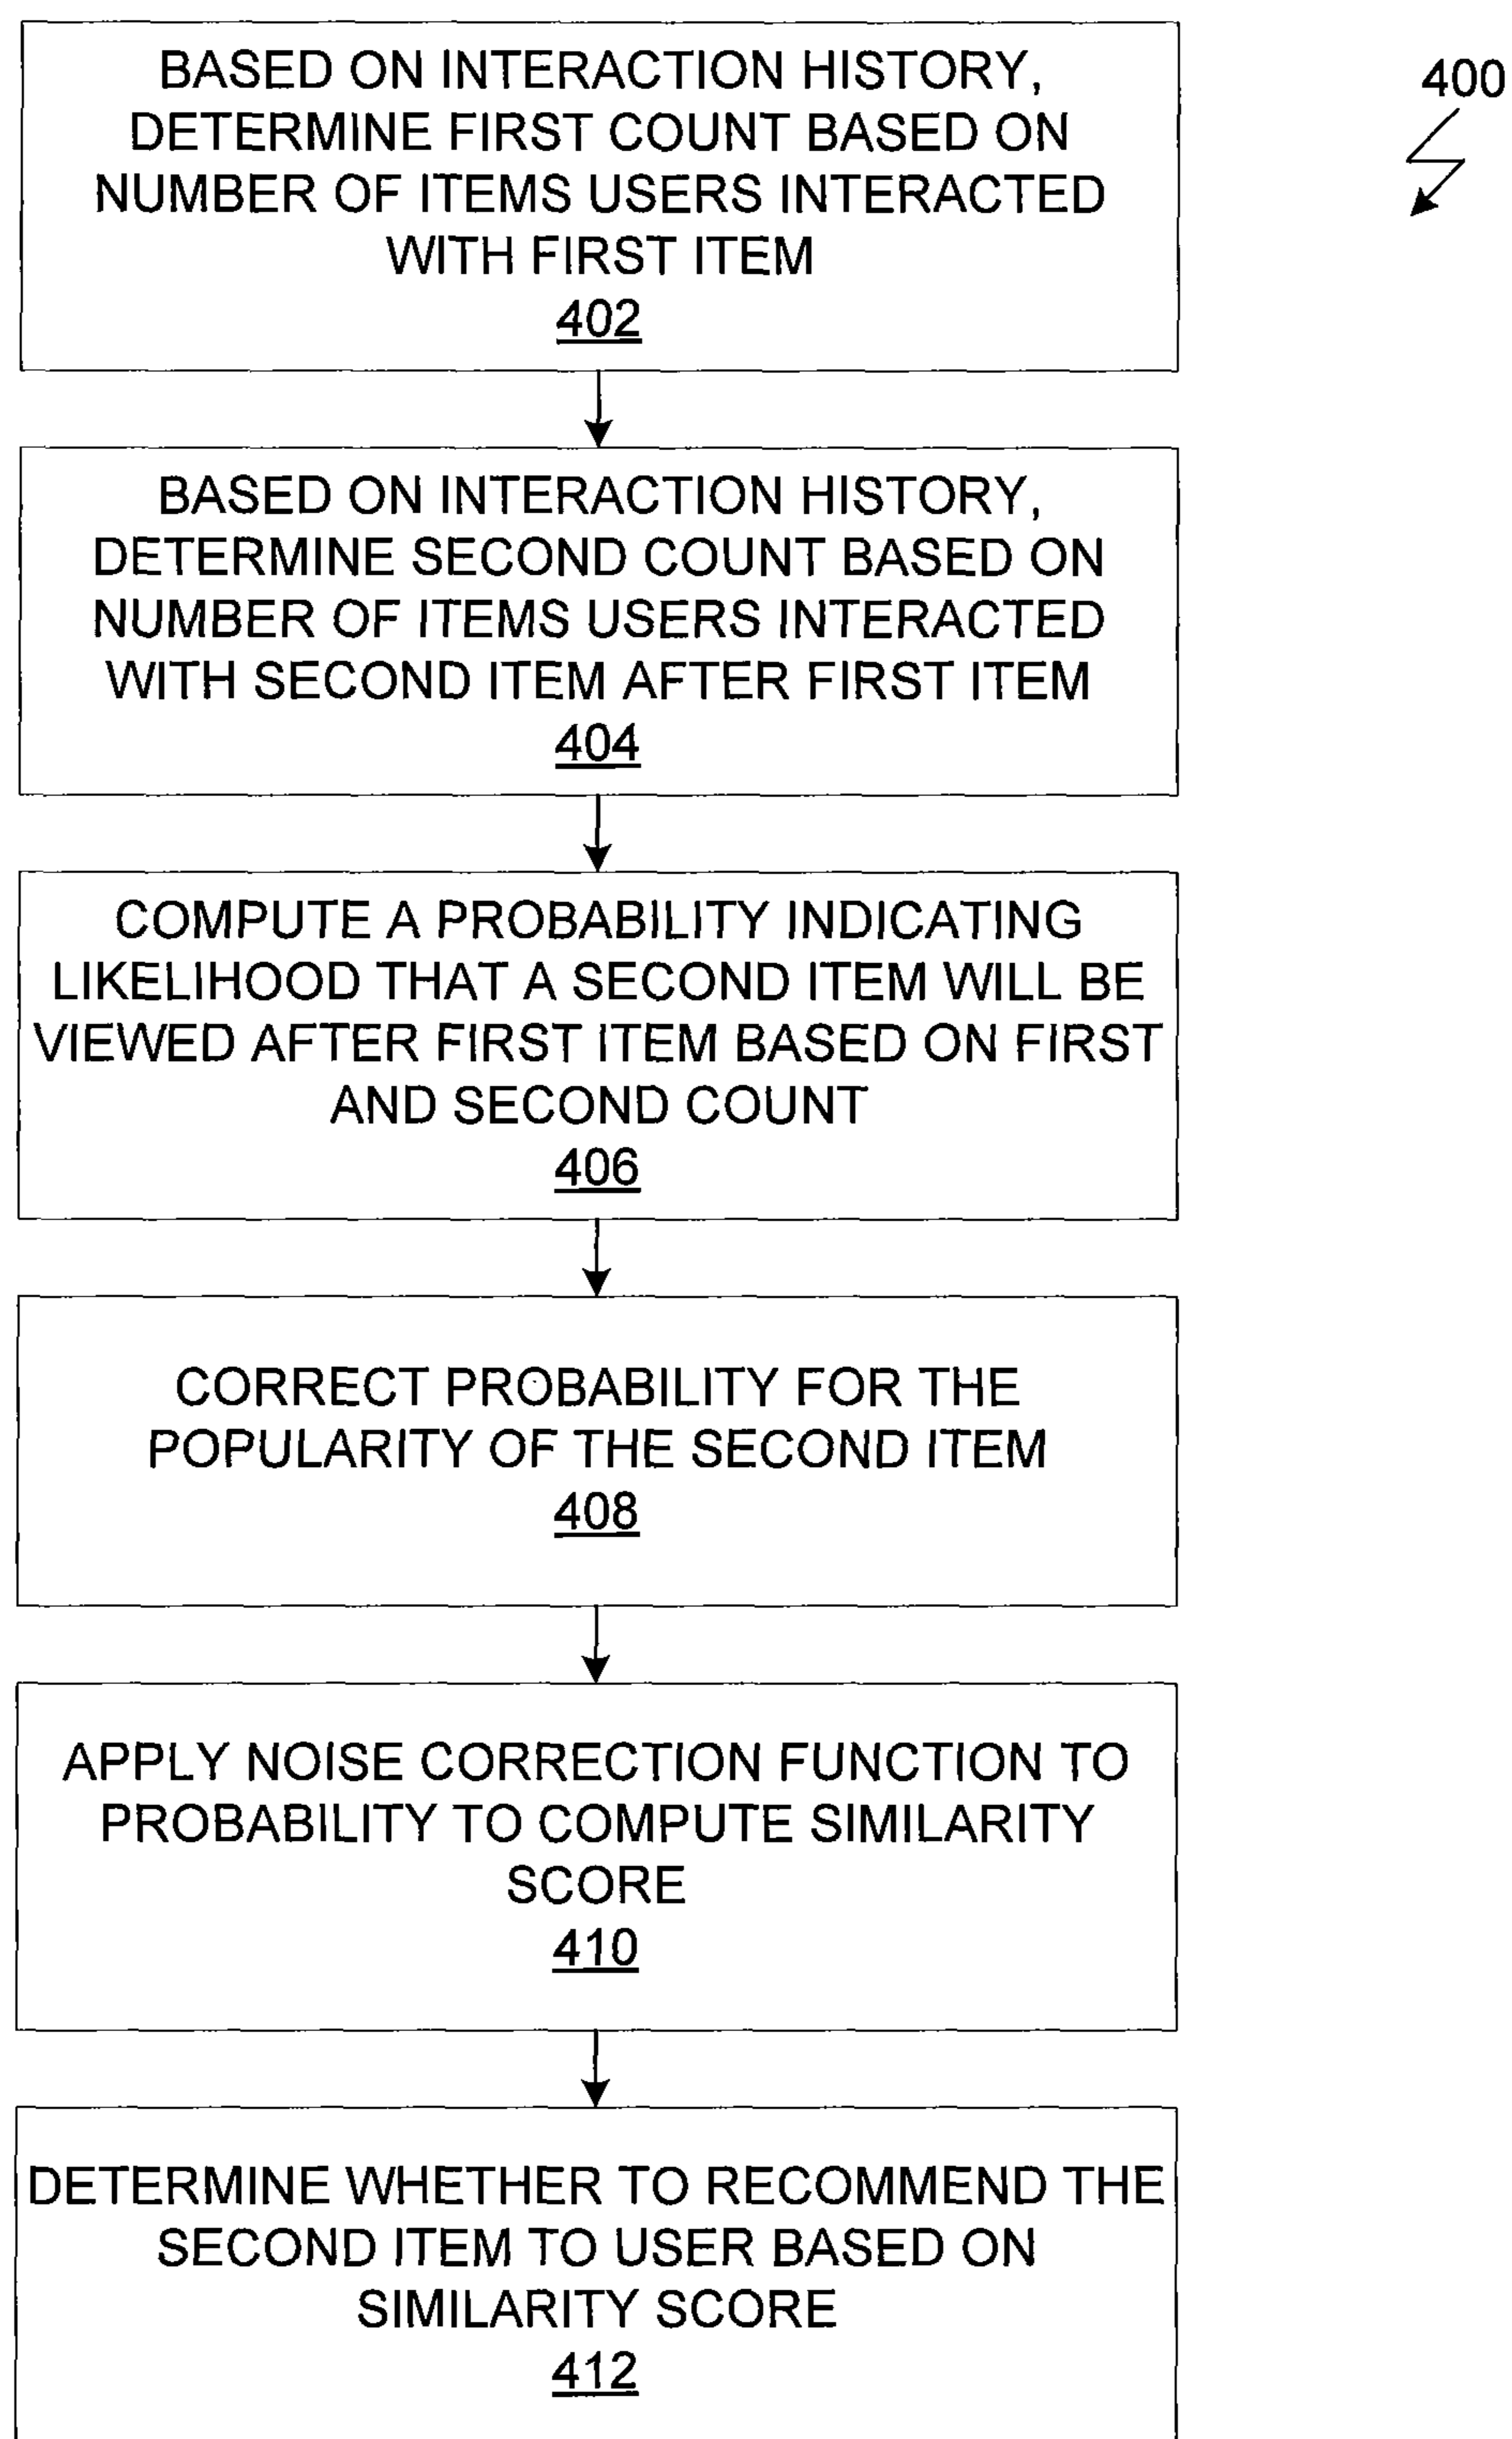 BASED ON INTERACTION HISTORY,
DETERMINE FIRST COUNT BASED ON
NUMBER OF ITEMS USERS INTERACTED
WITH FIRST ITEM
402
400
BASED ON INTERACTION HISTORY,
DETERMINE SECOND COUNT BASED ON
NUMBER OF ITEMS USERS INTERACTED
WITH SECOND ITEM AFTER FIRST ITEM
404
COMPUTE A PROBABILITY INDICATING
LIKELIHOOD THAT A SECOND ITEM WILL BE
VIEWED AFTER FIRST ITEM BASED ON FIRST
AND SECOND COUNT
406
CORRECT PROBABILITY FOR THE
POPULARITY OF THE SECOND ITEM
408
APPLY NOISE CORRECTION FUNCTION TO
PROBABILITY TO COMPUTE SIMILARITY
SCORE
410
DETERMINE WHETHER TO RECOMMEND THE
SECOND ITEM TO USER BASED ON
SIMILARITY SCORE
412